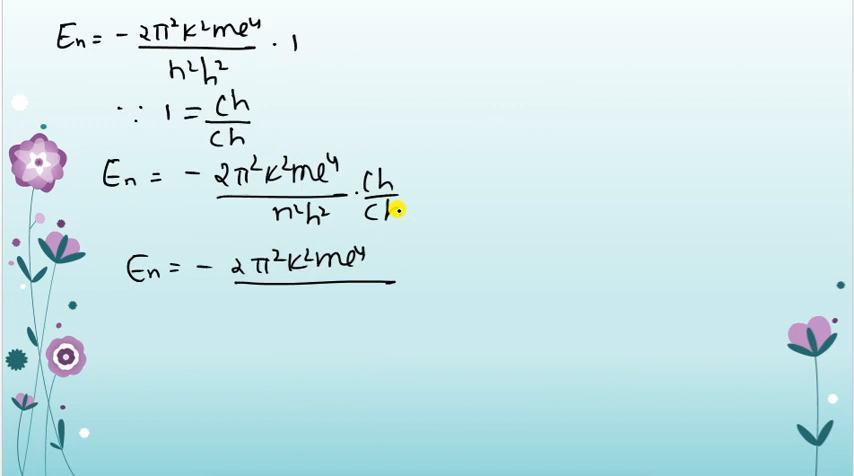 Eₙ = - 2π²K²me⁴ / n²h² · 1
∵ 1 = Ch / Ch
Eₙ = - 2π²K²me⁴ / n²h² · Ch / Ch
Eₙ = - 2π²K²me⁴